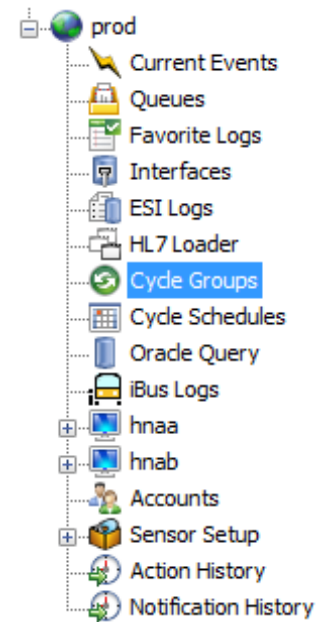 prod
Current Events
Queues
Favorite Logs
Interfaces
ESI Logs
HL7 Loader
Cycle Groups
Cycle Schedules
Oracle Query
iBus Logs
hnaa
hnab
Accounts
Sensor Setup
Action History
Notification History